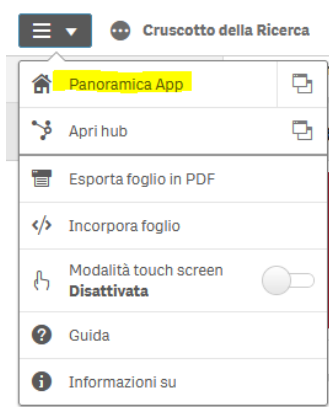 Cruscotto della Ricerca
Panoramica App
Apri hub
Esporta foglio in PDF
Incorpora foglio
Modalità touch screen
Disattivata
Guida
Informazioni su